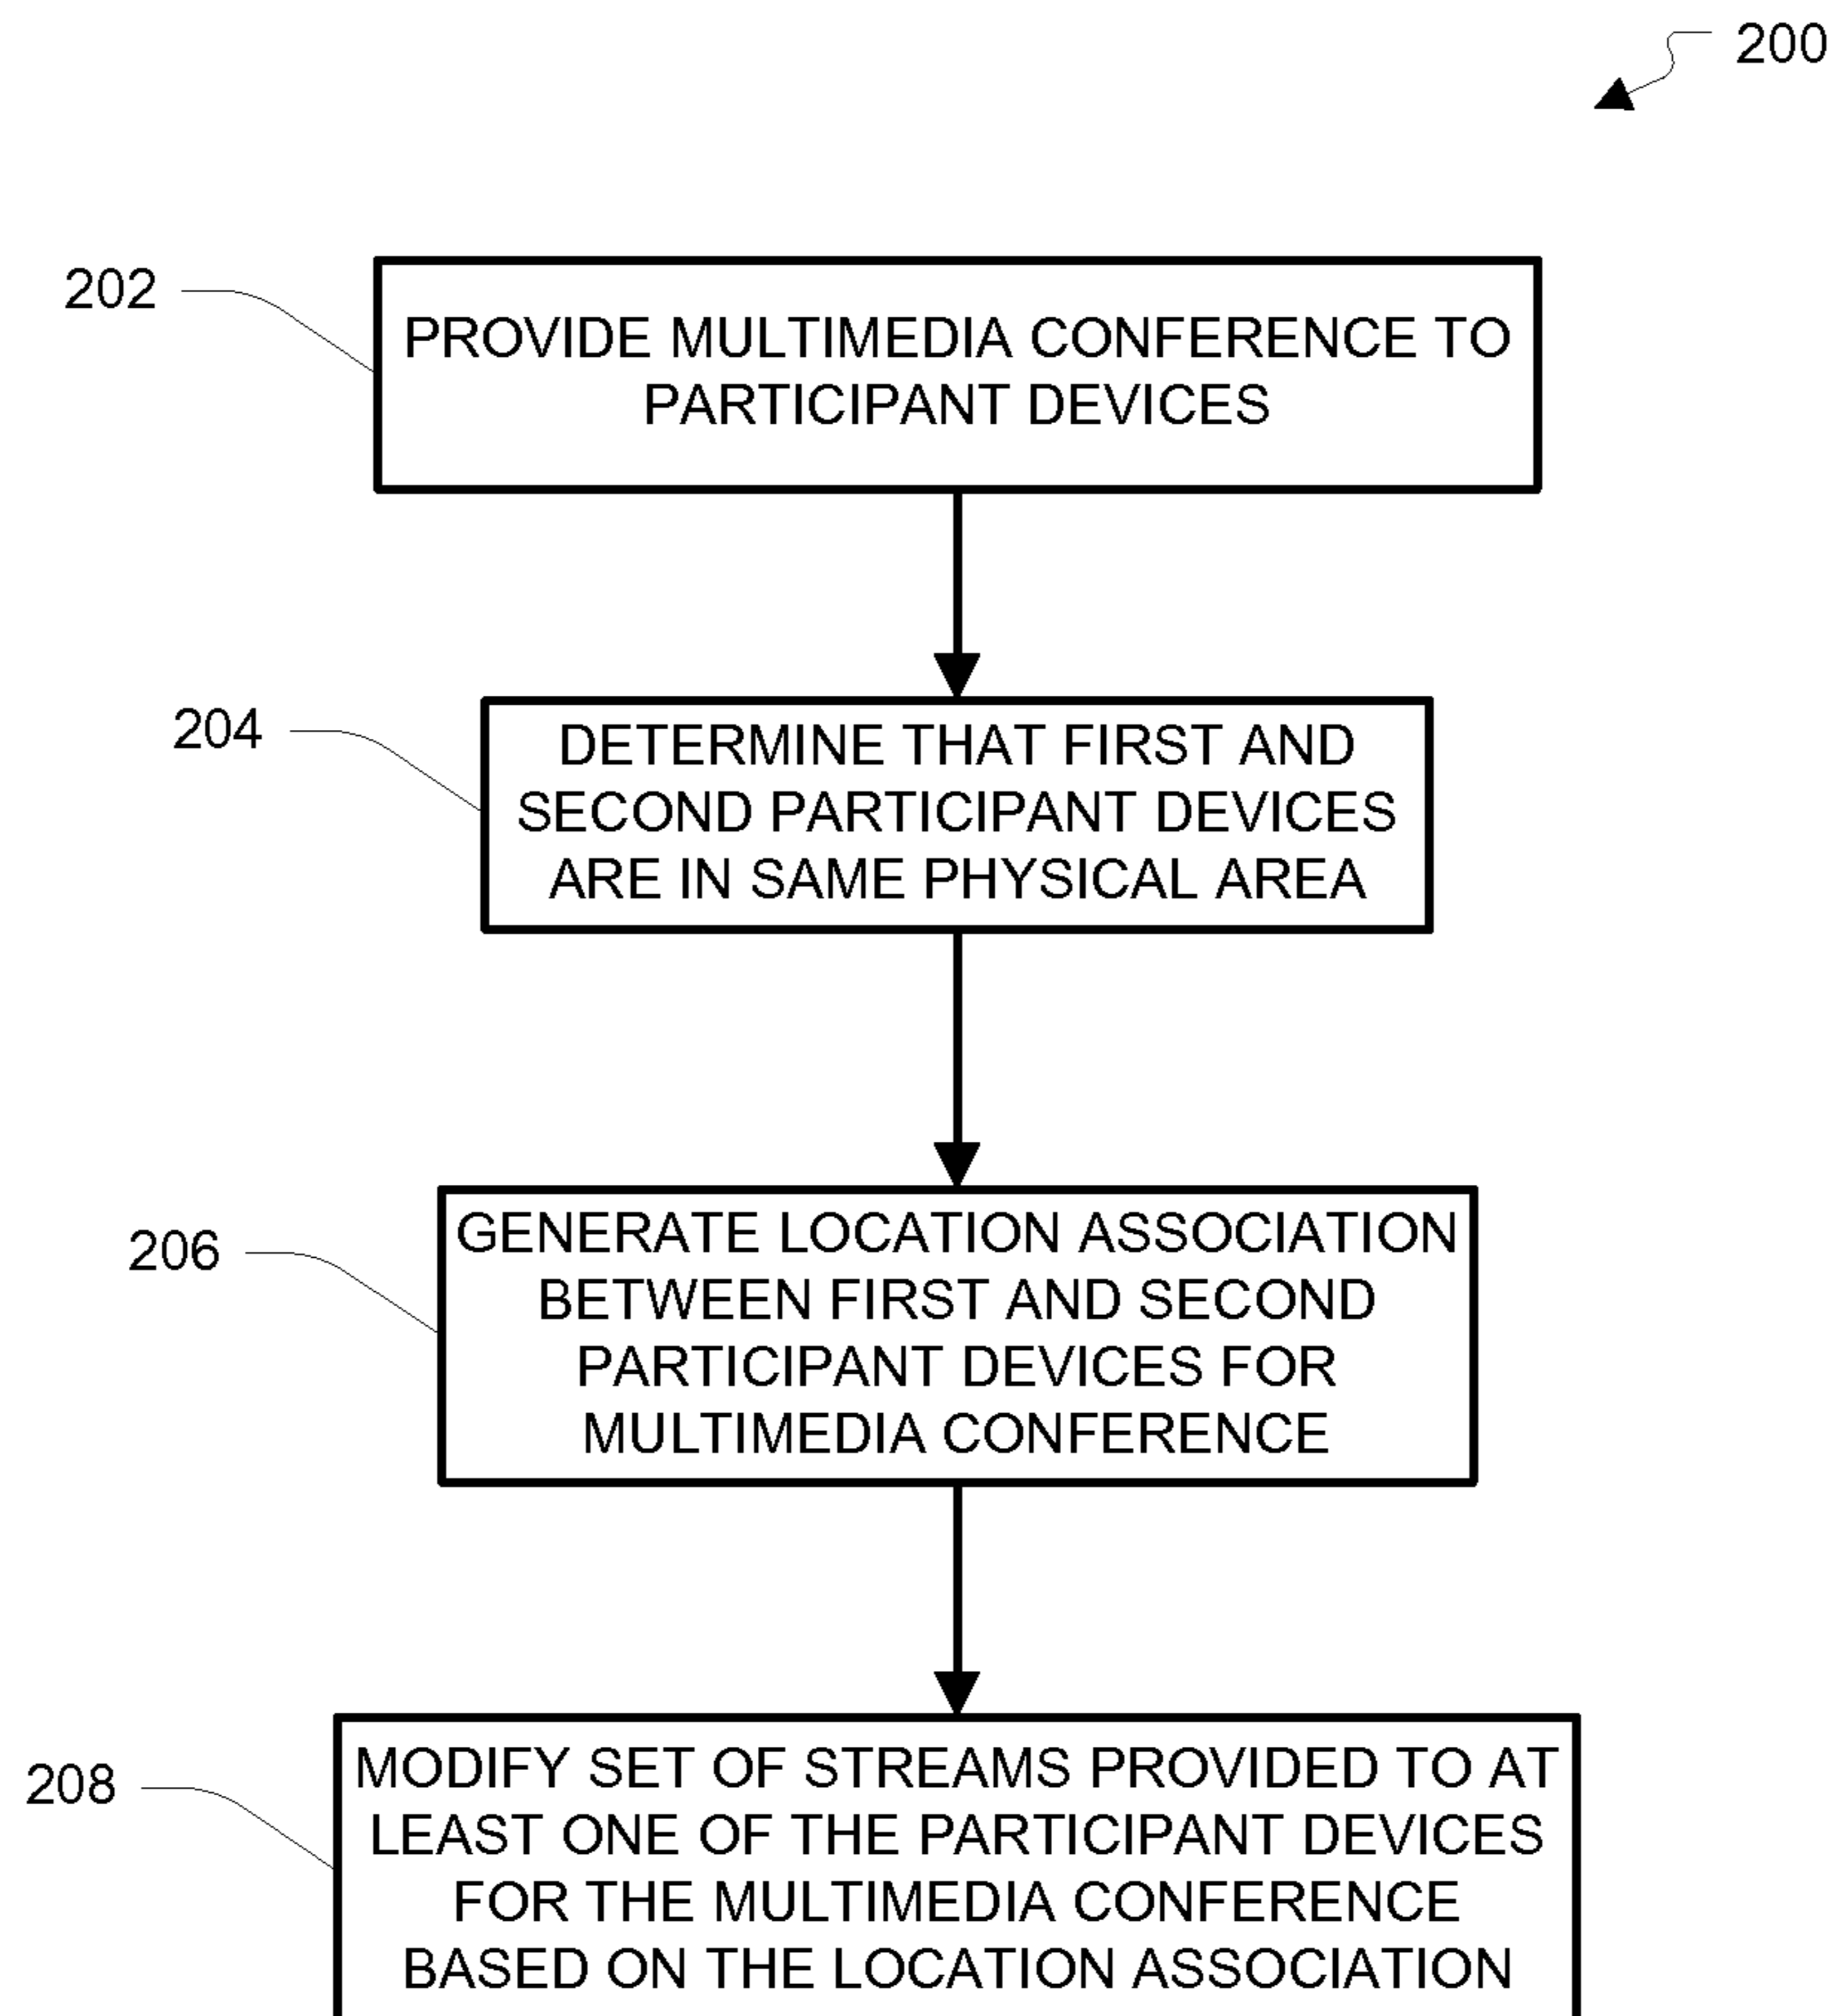 200
202
PROVIDE MULTIMEDIA CONFERENCE TO
PARTICIPANT DEVICES
204
DETERMINE THAT FIRST AND
SECOND PARTICIPANT DEVICES
ARE IN SAME PHYSICAL AREA
206
GENERATE LOCATION ASSOCIATION
BETWEEN FIRST AND SECOND
PARTICIPANT DEVICES FOR
MULTIMEDIA CONFERENCE
208
MODIFY SET OF STREAMS PROVIDED TO AT
LEAST ONE OF THE PARTICIPANT DEVICES
FOR THE MULTIMEDIA CONFERENCE
BASED ON THE LOCATION ASSOCIATION